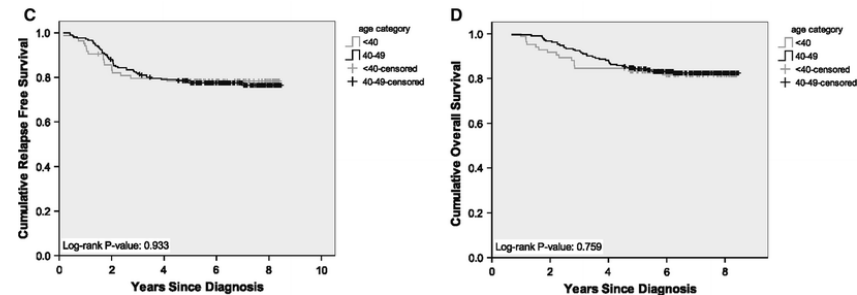 C
Cumulative Relapse Free Survival
1.0
0.8
0.6
0.4
0.2
0.0
Log-rank P-value: 0.933
0 2 4 6 8 10
Years Since Diagnosis
age category
<40
40-49
<40-censored
40-49-censored
D
Cumulative Overall Survival
1.0
0.8
0.6
0.4
0.2
0.0
Log-rank P-value: 0.759
0 2 4 6 8
Years Since Diagnosis
age category
<40
40-49
<40-censored
40-49-censored